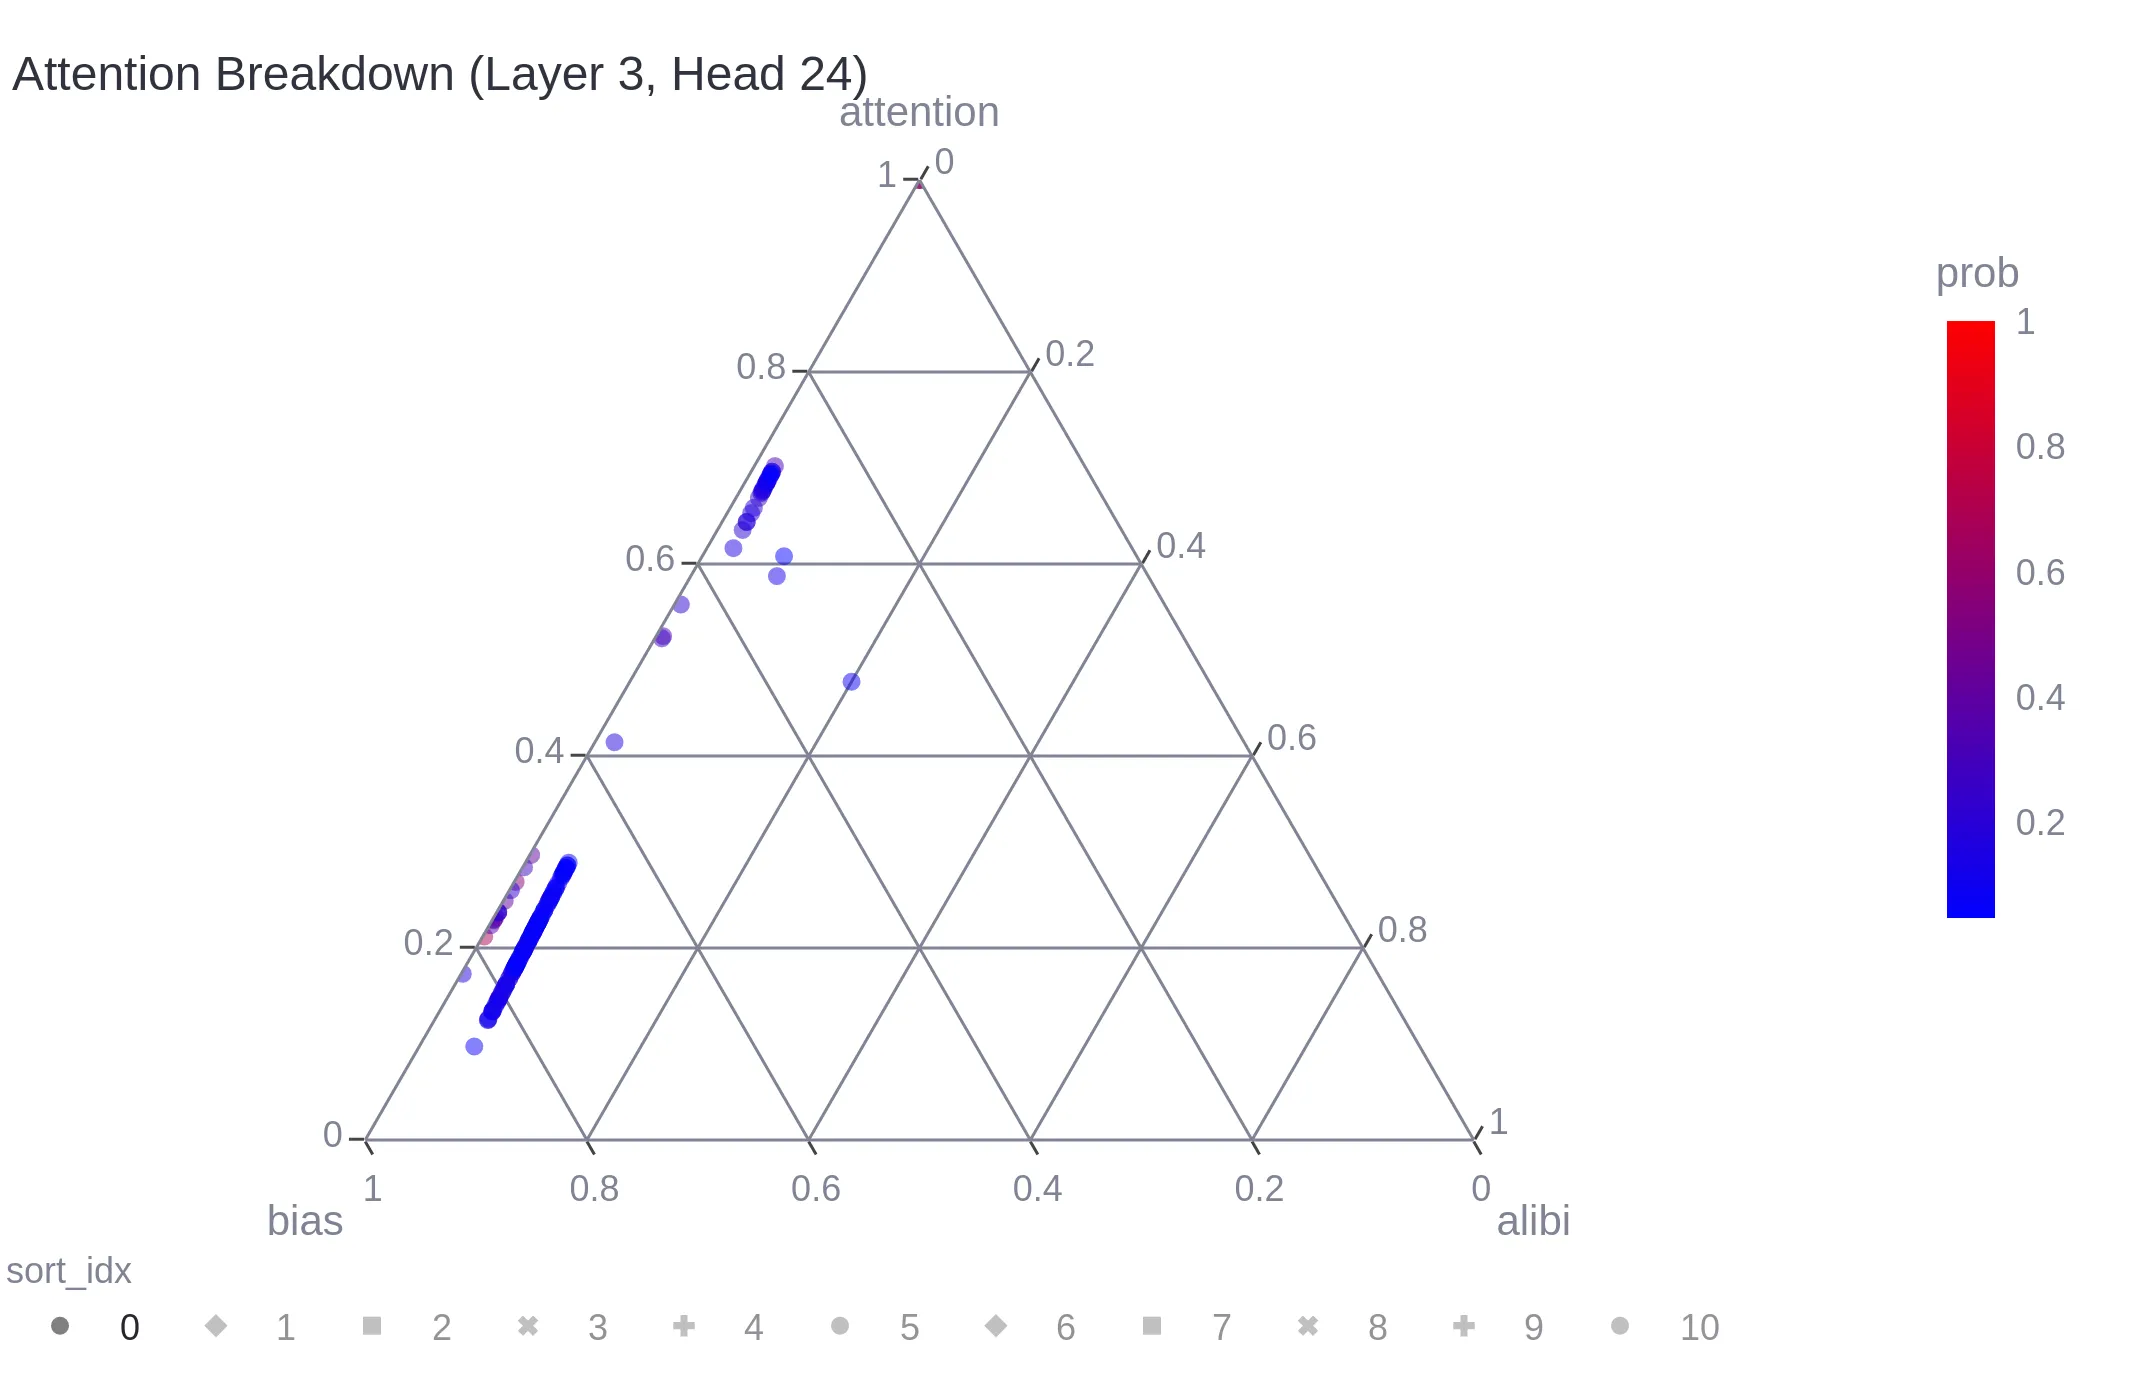 Attention Breakdown (Layer 3, Head 24)
attention
1 0
0.8 0.2
0.6 0.4
0.4 0.6
0.2 0.8
0 1
1 0.8 0.6 0.4 0.2 0
bias alibi
prob
1
0.8
0.6
0.4
0.2
sort_idx
0 1 2 3 4 5 6 7 8 9 10